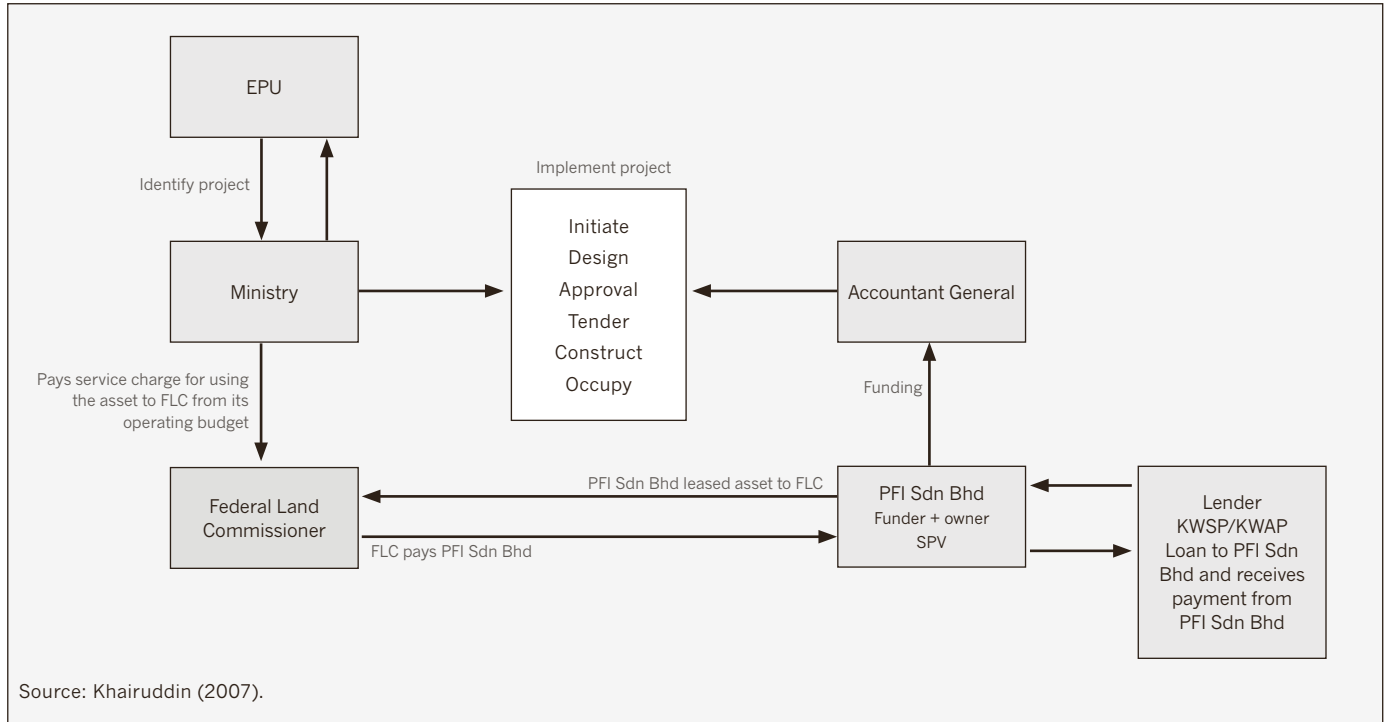 EPU
Identify project
Implement project
Initiate
Design
Approval
Tender
Construct
Occupy
Ministry
Accountant General
Pays service charge for using
the asset to FLC from its
operating budget
Funding
Federal Land
Commissioner
PFI Sdn Bhd leased asset to FLC
FLC pays PFI Sdn Bhd
PFI Sdn Bhd
Funder + owner
SPV
Lender
KWSP/KWAP
Loan to PFI Sdn
Bhd and receives
payment from
PFI Sdn Bhd
Source: Khairuddin (2007).